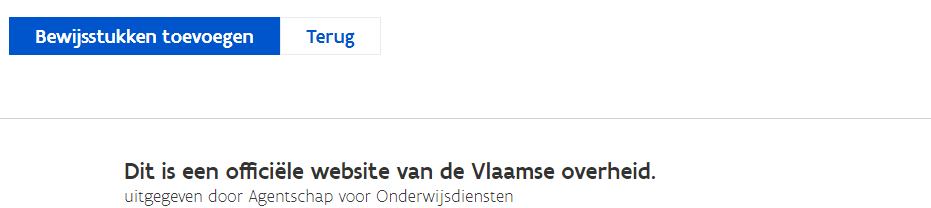 Bewijsstukken toevoegen Terug
Dit is een officiële website van de Vlaamse overheid.
uitgegeven door Agentschap voor Onderwijsdiensten